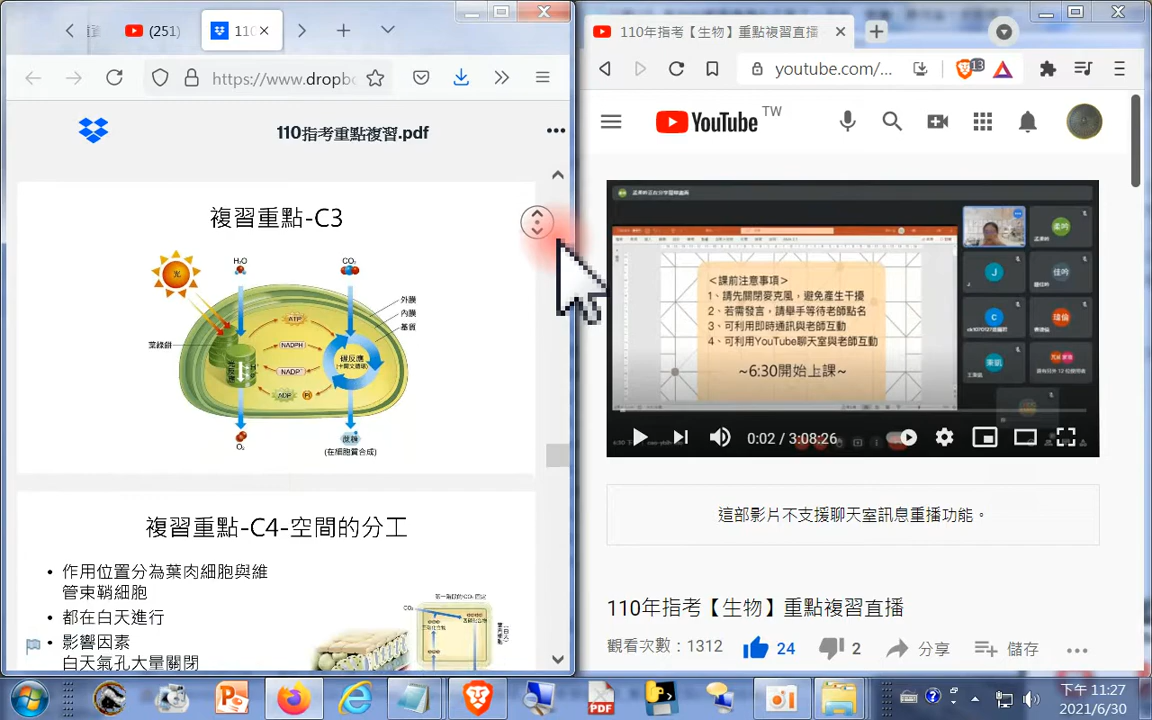 (251)
110
https://www.dropbo
110指考重點複習.pdf
複習重點-C3
光
H₂O
CO₂
外膜
內膜
基質
葉綠餅
ATP
NADPH
NADP⁺
ADP
P
碳反應
(卡爾文循環)
O₂
醣類
(在細胞質合成)
複習重點-C4-空間的分工
• 作用位置分為葉肉細胞與維
管束鞘細胞
• 都在白天進行
• 影響因素
白天氣孔大量關閉
CO₂
110年指考【生物】重點複習直播
youtube.com/...
13
YouTube TW
<課前注意事項>
1、請先關閉麥克風，避免產生干擾
2、若需發言，請舉手等待老師點名
3、可利用即時通訊與老師互動
4、可利用YouTube聊天室與老師互動
~6:30開始上課~
J
C
0:02 / 3:08:26
這部影片不支援聊天室訊息重播功能。
110年指考【生物】重點複習直播
觀看次數：1312
24
2
分享
儲存
PDF
下午 11:27
2021/6/30